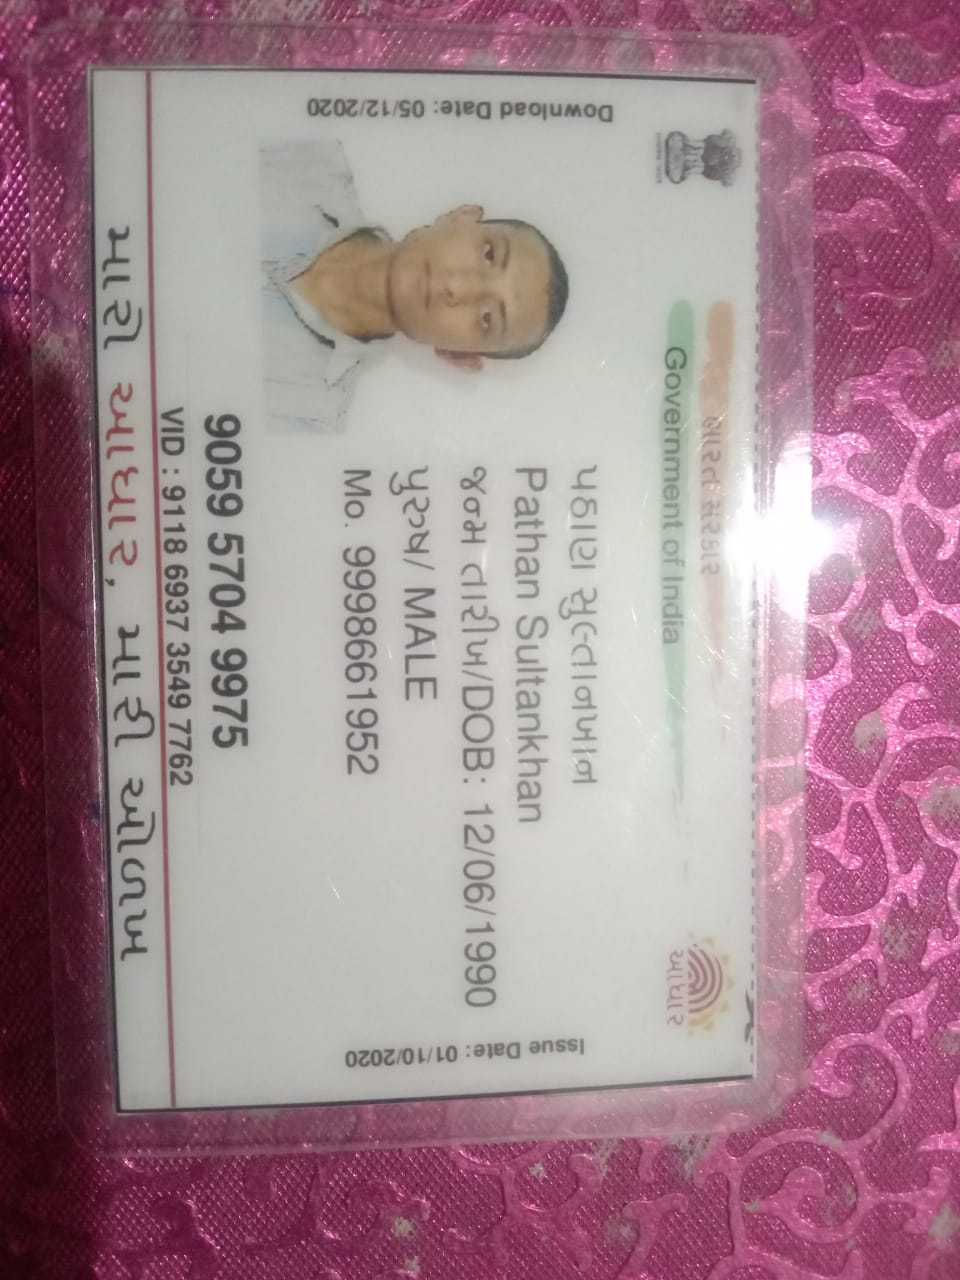 ભારત સરકાર
Government of India
Download Date: 05/12/2020
પઠાણ સુલ્તાનખાન
Pathan Sultankhan
જન્મ તારીખ/DOB: 12/06/1990
પુરુષ/ MALE
Mo. 9998661952
Issue Date: 01/10/2020
આધાર
9059 5704 9975
VID : 9118 6937 3549 7762
મારો આધાર, મારી ઓળખ